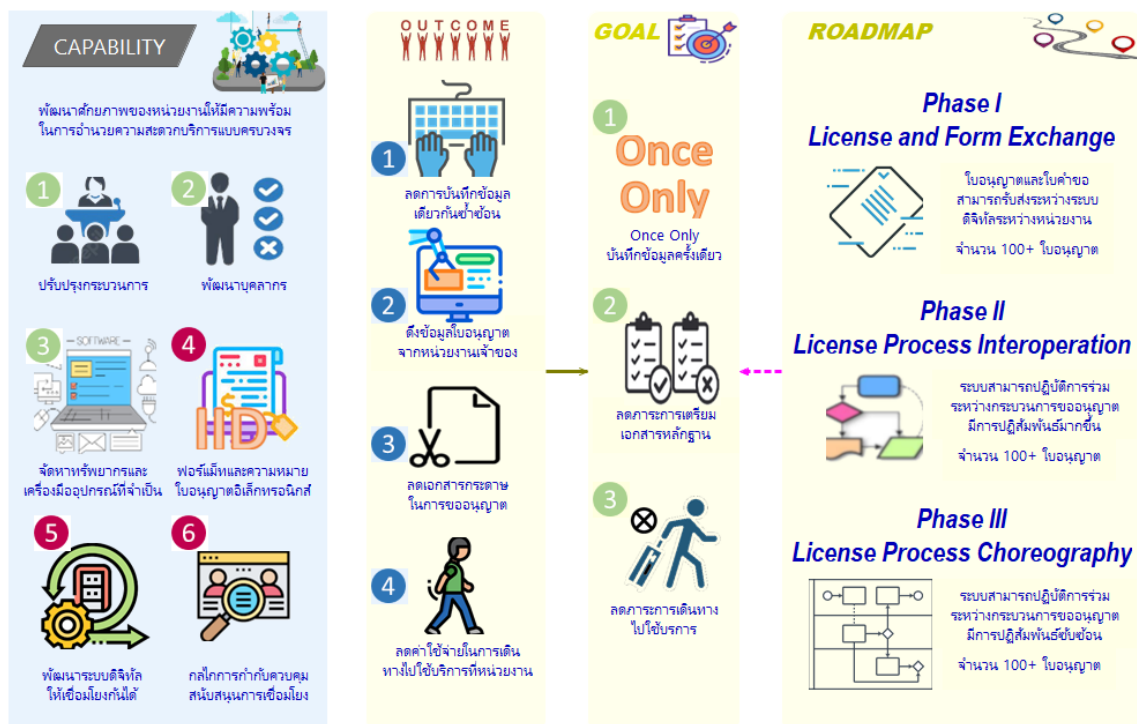 CAPABILITY
พัฒนาศักยภาพของหน่วยงานให้มีความพร้อม
ในการอำนวยความสะดวกบริการแบบครบวงจร
1
ปรับปรุงกระบวนการ
2
พัฒนาบุคลากร
3
SOFTWARE
จัดหาทรัพยากรและ
เครื่องมืออุปกรณ์ที่จำเป็น
4
IID
ฟอร์แม็ทและความหมาย
ใบอนุญาตอิเล็กทรอนิกส์
5
พัฒนาระบบดิจิทัล
ให้เชื่อมโยงกันได้
6
กลไกการกำกับควบคุม
สนับสนุนการเชื่อมโยง
OUTCOME
1
ลดการบันทึกข้อมูล
เดียวกันซ้ำซ้อน
2
ดึงข้อมูลใบอนุญาต
จากหน่วยงานเจ้าของ
3
ลดเอกสารกระดาษ
ในการขออนุญาต
4
ลดค่าใช้จ่ายในการเดิน
ทางไปใช้บริการที่หน่วยงาน
GOAL
1
Once
Only
Once Only
บันทึกข้อมูลครั้งเดียว
2
ลดภาระการเตรียม
เอกสารหลักฐาน
3
ลดภาระการเดินทาง
ไปใช้บรการ
ROADMAP
Phase I
License and Form Exchange
ใบอนุญาตและใบคำขอ
สามารถรับส่งระหว่างระบบ
ดิจิทัลระหว่างหน่วยงาน
จำนวน 100+ ใบอนุญาต
Phase II
License Process Interoperation
ระบบสามารถปฏิบัติการร่วม
ระหว่างกระบวนการขออนุญาต
มีการปฏิสัมพันธ์มากขึ้น
จำนวน 100+ ใบอนุญาต
Phase III
License Process Choreography
ระบบสามารถปฏิบัติการร่วม
ระหว่างกระบวนการขออนุญาต
มีการปฏิสัมพันธ์ซับซ้อน
จำนวน 100+ ใบอนุญาต